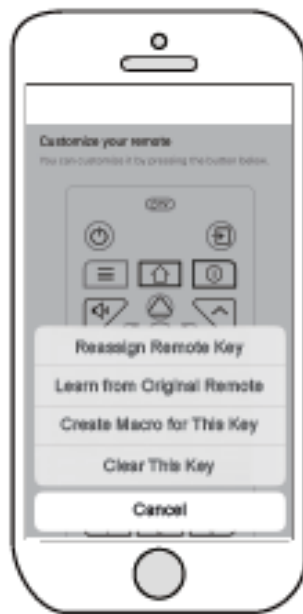 Customize your remote
You can customize it by pressing the button below.
Reassign Remote Key
Learn from Original Remote
Create Macro for This Key
Clear This Key
Cancel